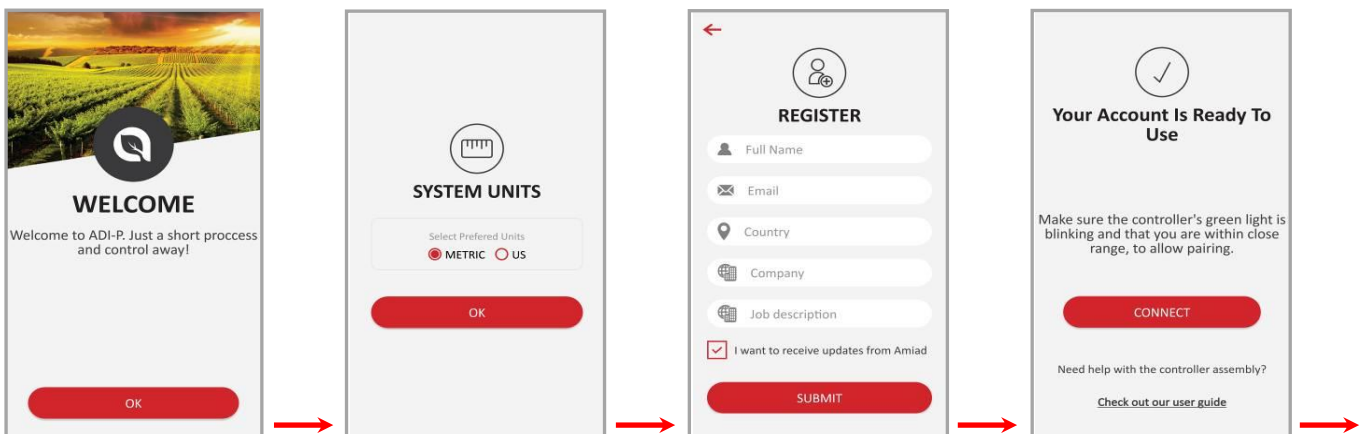 WELCOME
Welcome to ADI-P. Just a short proccess
and control away!
OK
SYSTEM UNITS
Select Prefered Units
METRIC
US
OK
REGISTER
Full Name
Email
Country
Company
Job description
I want to receive updates from Amiad
SUBMIT
Your Account Is Ready To
Use
Make sure the controller's green light is
blinking and that you are within close
range, to allow pairing.
CONNECT
Need help with the controller assembly?
Check out our user guide